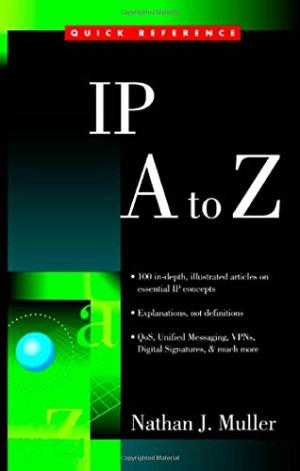 QUICK REFERENCE
IP
A to Z
• 100 in-depth, illustrated articles on
essential IP concepts
• Explanations, not definitions
• QoS, Unified Messaging, VPNs,
Digital Signatures, & much more
a
z
Nathan J. Muller